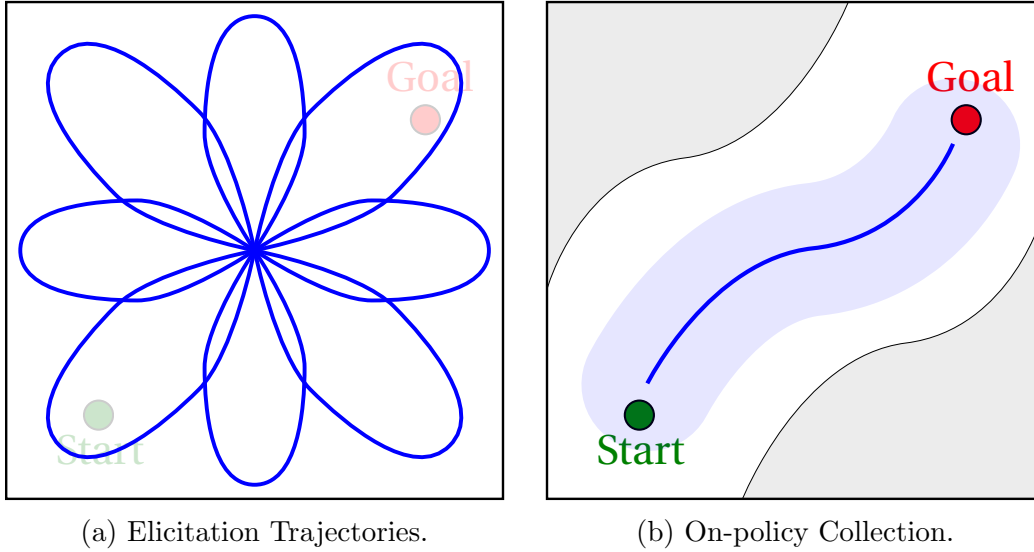 Goal
Start
(a) Elicitation Trajectories.
Goal
Start
(b) On-policy Collection.